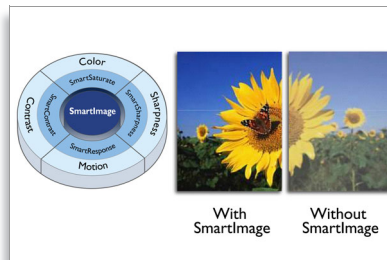 Color
SmartSaturate
Contrast
SmartContrast
SmartImage
SmartSharpness
Sharpness
SmartResponse
Motion
With
SmartImage
Without
SmartImage